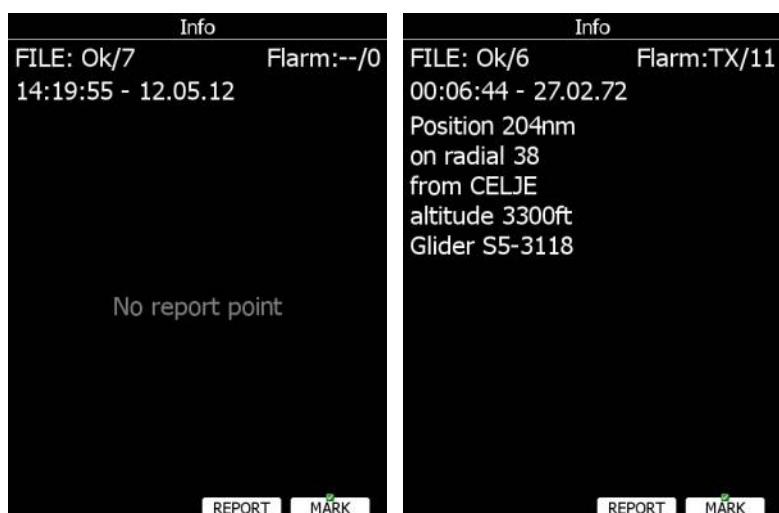 Info
FILE: Ok/7 Flarm:--/0
14:19:55 - 12.05.12
No report point
REPORT MARK
Info
FILE: Ok/6 Flarm:TX/11
00:06:44 - 27.02.72
Position 204nm
on radial 38
from CELJE
altitude 3300ft
Glider S5-3118
REPORT MARK